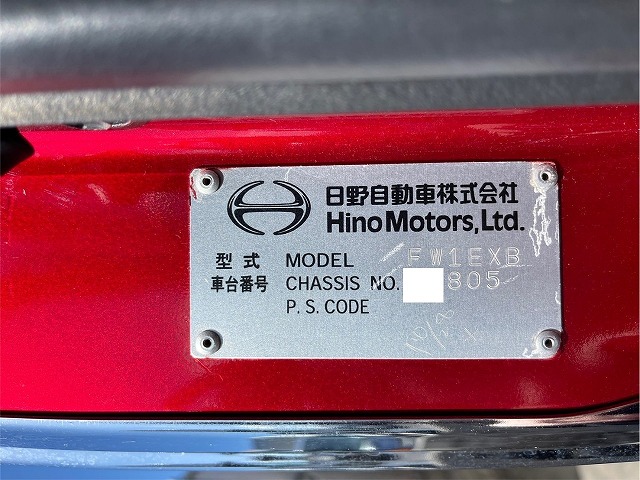 日野自動車株式会社
Hino Motors, Ltd.
型式 MODEL FW1EXB
車台番号 CHASSIS NO. 805
P.S.CODE